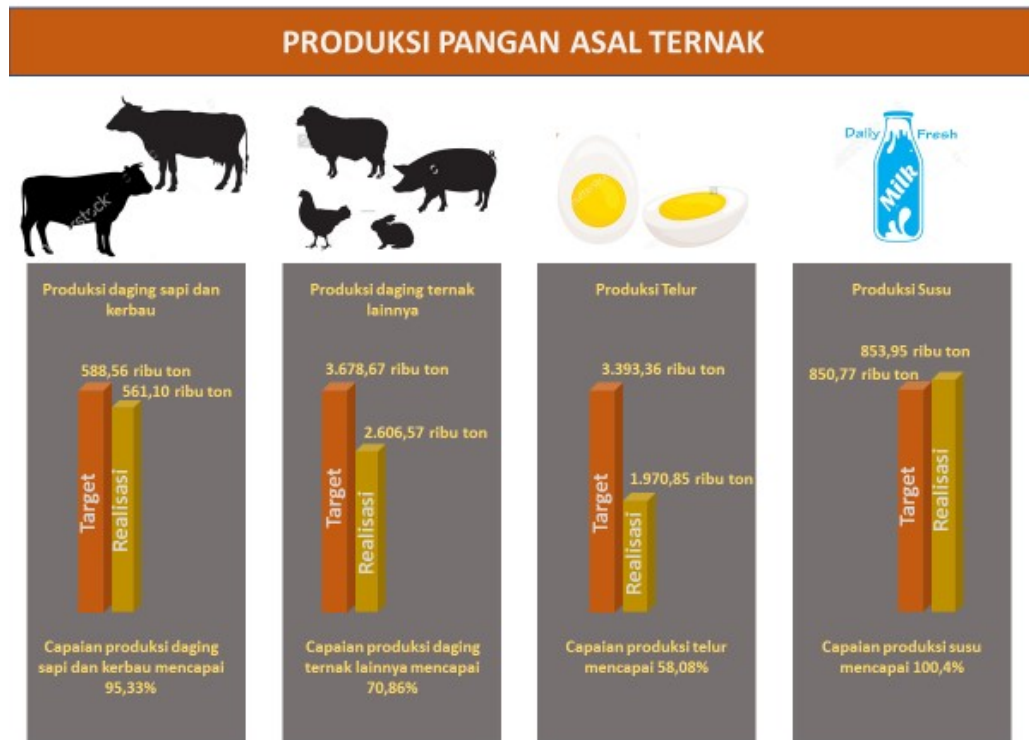 PRODUKSI PANGAN ASAL TERNAK
Daily Fresh
Milk
Produksi daging sapi dan
kerbau
588,56 ribu ton
561,10 ribu ton
Target
Realisasi
Capaian produksi daging
sapi dan kerbau mencapai
95,33%
Produksi daging ternak
lainnya
3.678,67 ribu ton
2.606,57 ribu ton
Target
Realisasi
Capaian produksi daging
ternak lainnya mencapai
70,86%
Produksi Telur
3.393,36 ribu ton
1.970,85 ribu ton
Target
Realisasi
Capaian produksi telur
mencapai 58,08%
Produksi Susu
853,95 ribu ton
850,77 ribu ton
Target
Realisasi
Capaian produksi susu
mencapai 100,4%